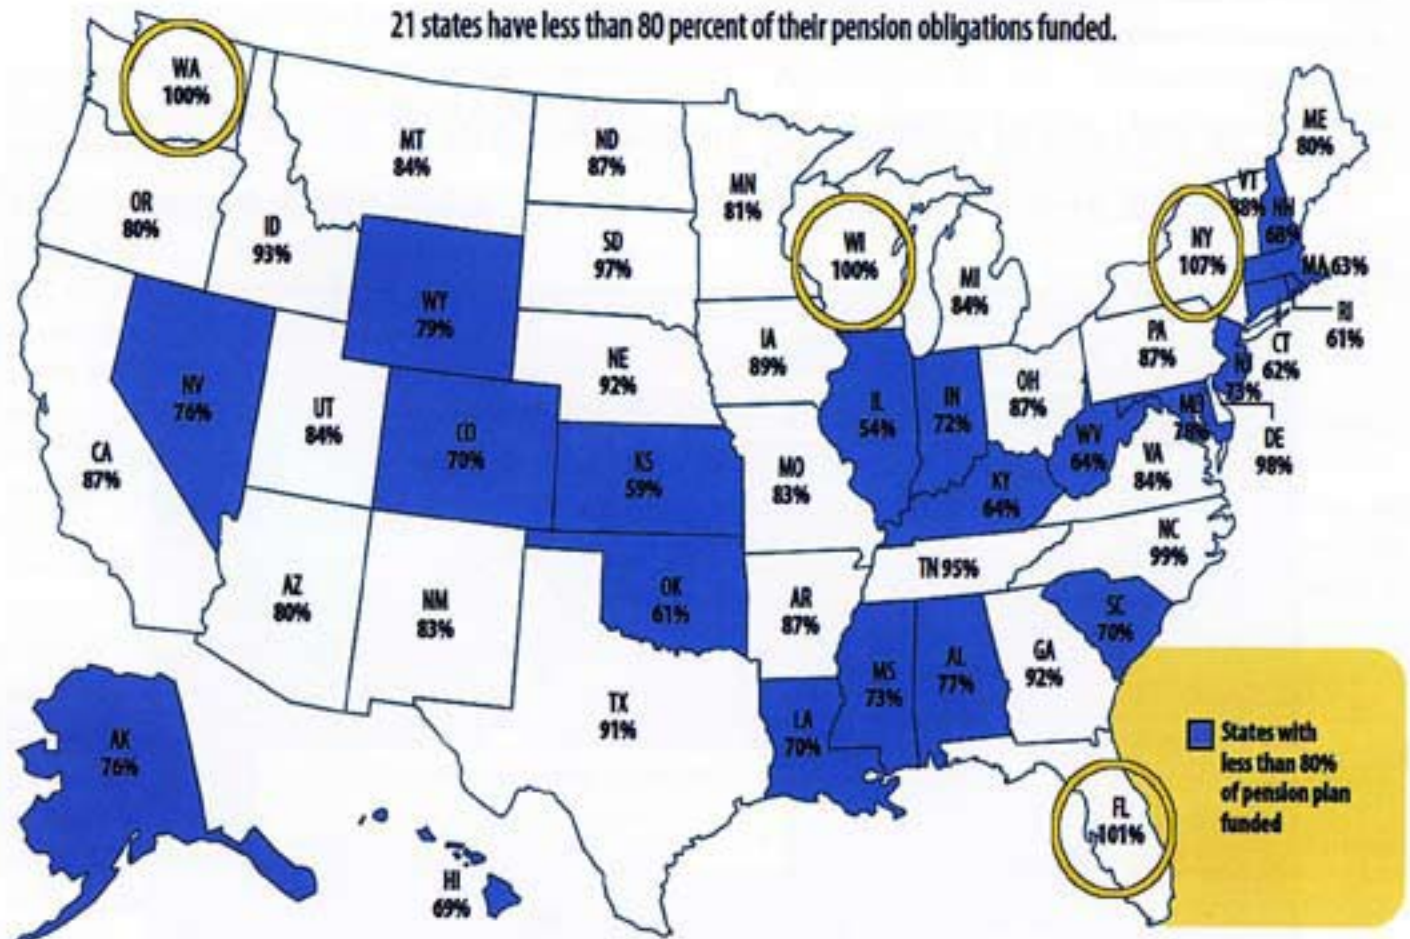 21 states have less than 80 percent of their pension obligations funded.
WA
100%
MT
84%
ND
87%
MN
81%
ME
80%
OR
80%
ID
93%
SD
97%
WI
100%
MI
84%
NY
107%
VT
NH
68%
MA 63%
RI
61%
CT
62%
WY
79%
NV
76%
UT
84%
CO
70%
NE
92%
IA
89%
IL
54%
IN
72%
OH
87%
PA
87%
NJ
73%
MD
78%
DE
98%
CA
87%
KS
59%
MO
83%
KY
64%
WV
64%
VA
84%
NC
99%
TN 95%
AZ
80%
NM
83%
OK
61%
AR
87%
SC
70%
MS
73%
AL
77%
GA
92%
TX
91%
LA
70%
AK
76%
HI
69%
FL
101%
States with
less than 80%
of pension plan
funded